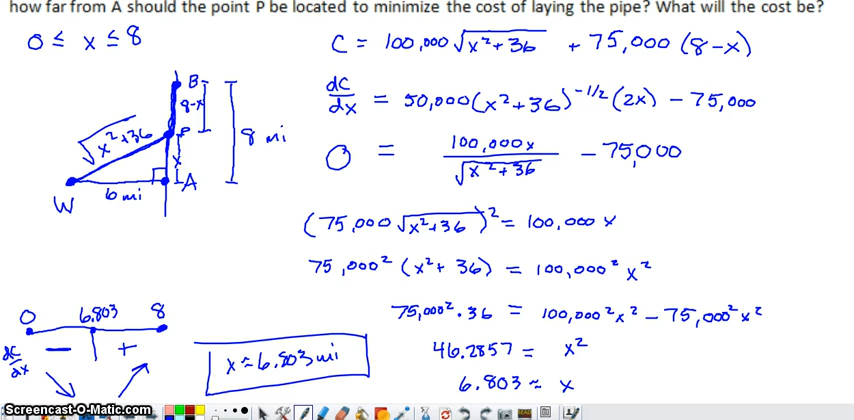 how far from A should the point P be located to minimize the cost of laying the pipe? What will the cost be?
0 ≤ x ≤ 8
C = 100,000 √(x² + 36) + 75,000 (8 - x)
dC/dx = 50,000 (x² + 36)^(-1/2) (2x) - 75,000
0 = 100,000x / √(x² + 36) - 75,000
(75,000 √(x² + 36))² = 100,000 x
75,000² (x² + 36) = 100,000² x²
75,000² · 36 = 100,000² x² - 75,000² x²
46.2857 = x²
6.803 ≈ x
B
8-x
P
√(x² + 36)
8 mi
x
A
6 mi
W
0 6.803 8
dC/dx - +
x ≈ 6.803 mi
Screencast-O-Matic.com